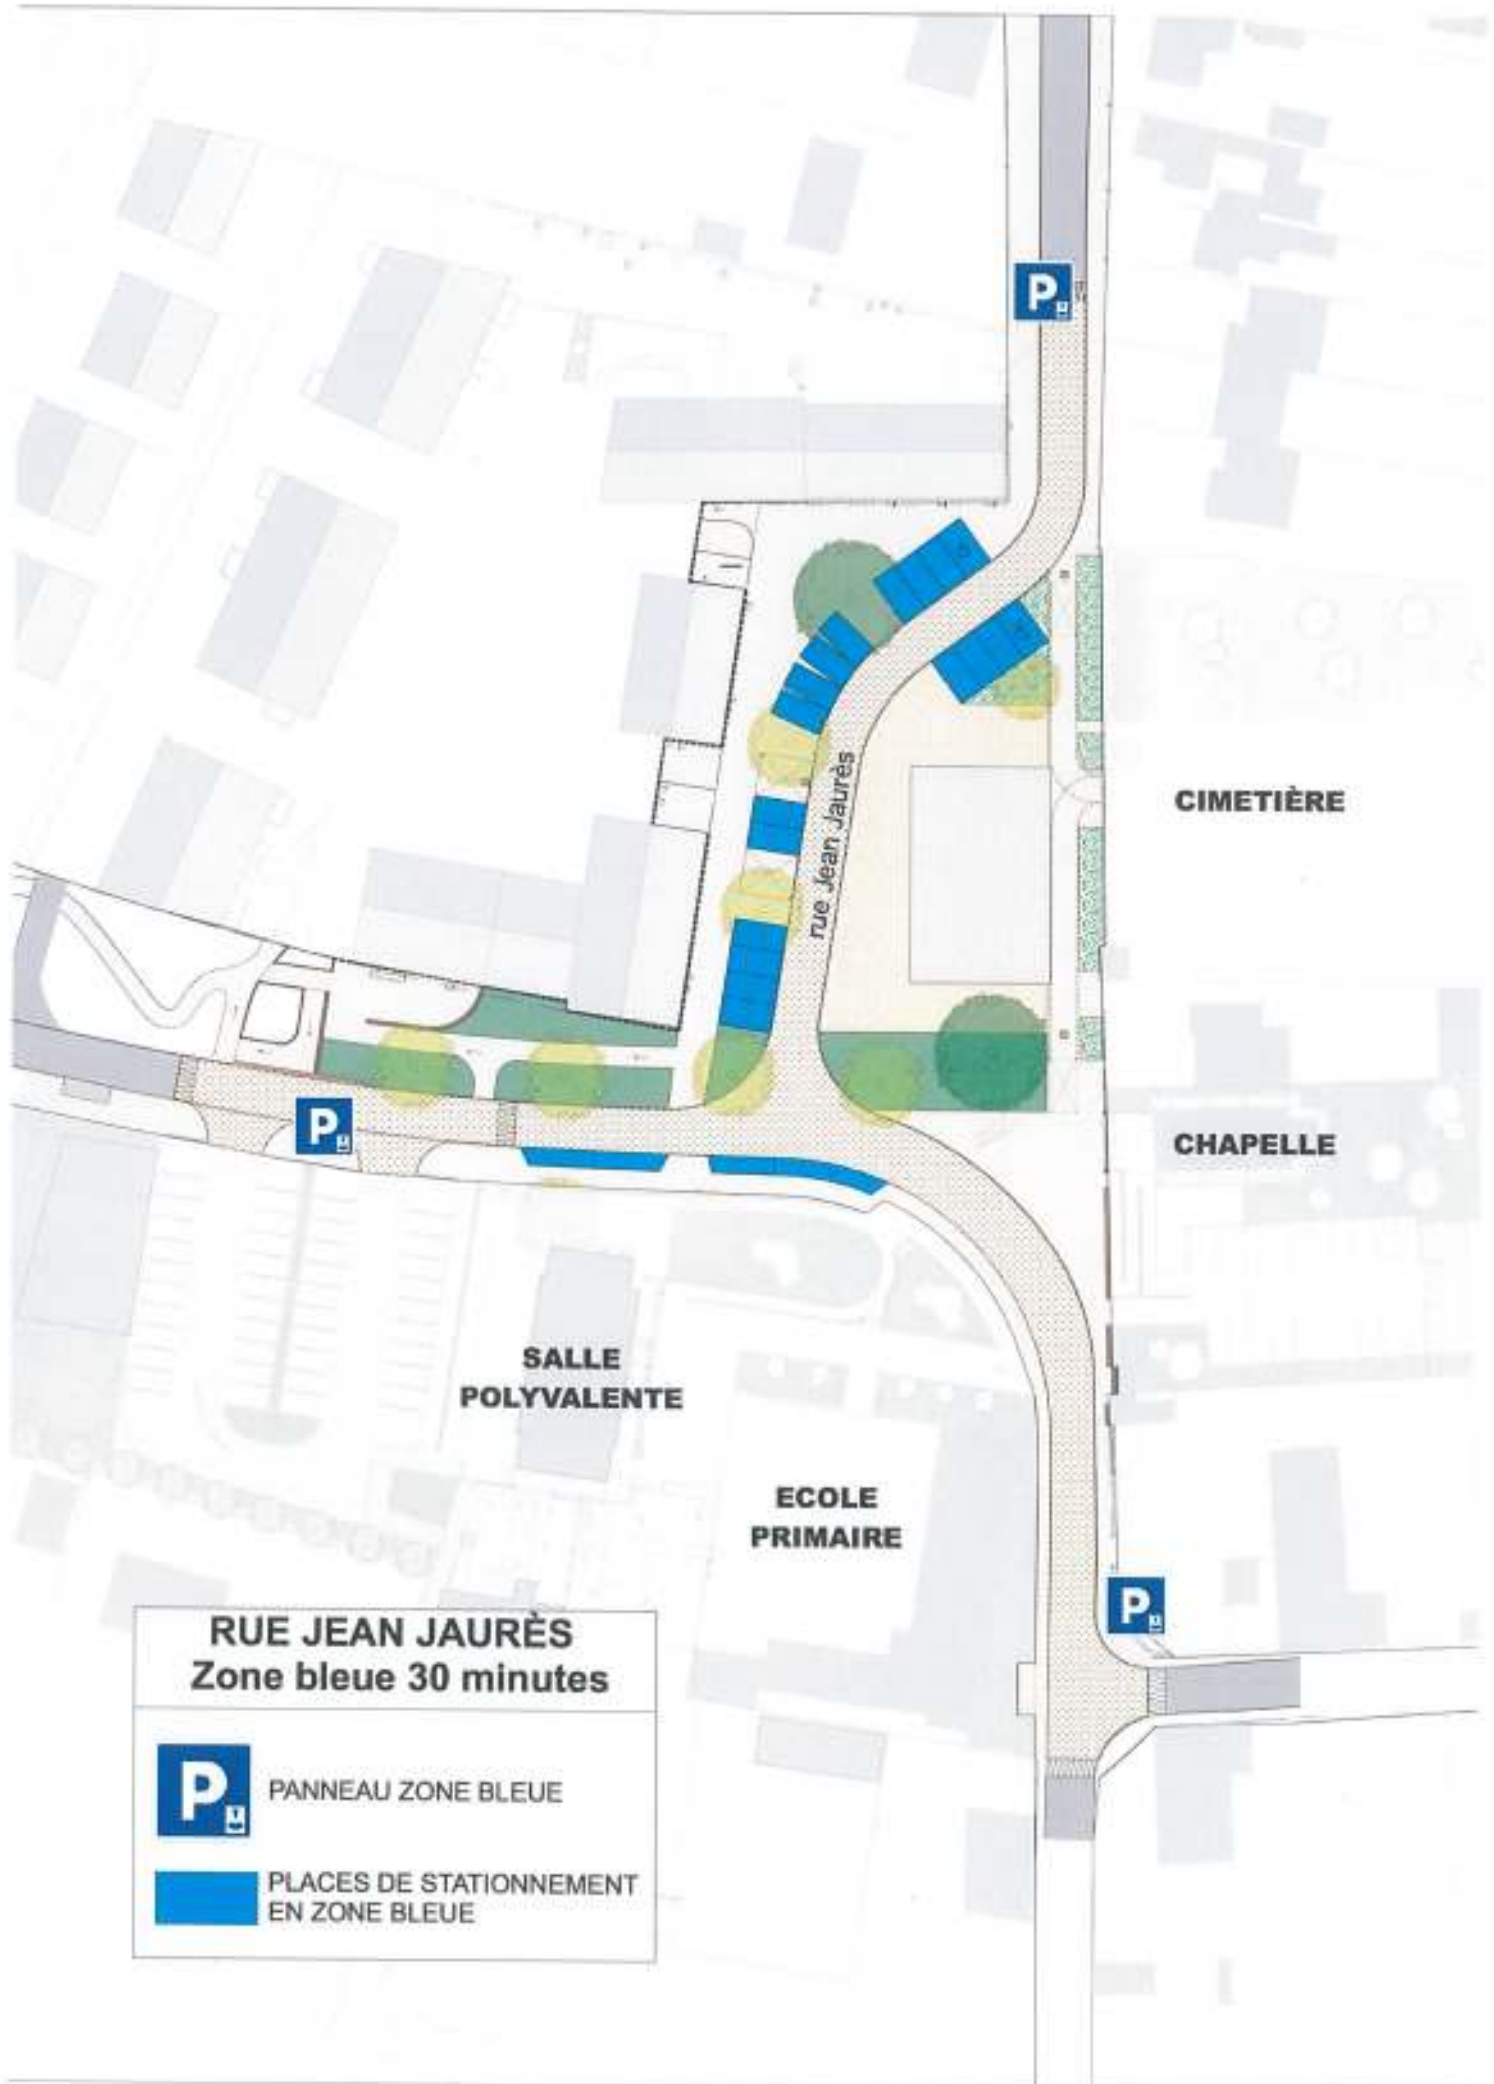 P
rue Jean Jaurès
CIMETIÈRE
P
CHAPELLE
SALLE
POLYVALENTE
ECOLE
PRIMAIRE
P
RUE JEAN JAURÈS
Zone bleue 30 minutes
P
PANNEAU ZONE BLEUE
PLACES DE STATIONNEMENT
EN ZONE BLEUE